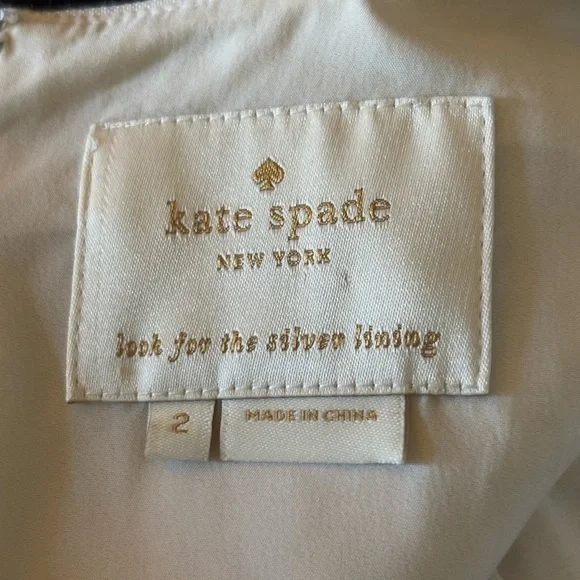 kate spade
NEW YORK
look for the silver lining
2
MADE IN CHINA